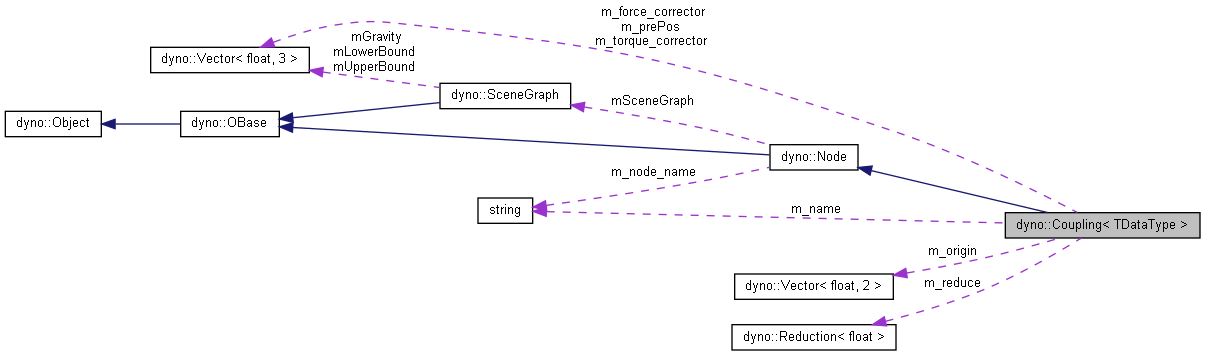 m_force_corrector
m_prePos
m_torque_corrector
mGravity
mLowerBound
mUpperBound
dyno::Vector< float, 3 >
dyno::SceneGraph
mSceneGraph
dyno::Object
dyno::OBase
dyno::Node
m_node_name
string
m_name
dyno::Coupling< TDataType >
m_origin
dyno::Vector< float, 2 >
m_reduce
dyno::Reduction< float >